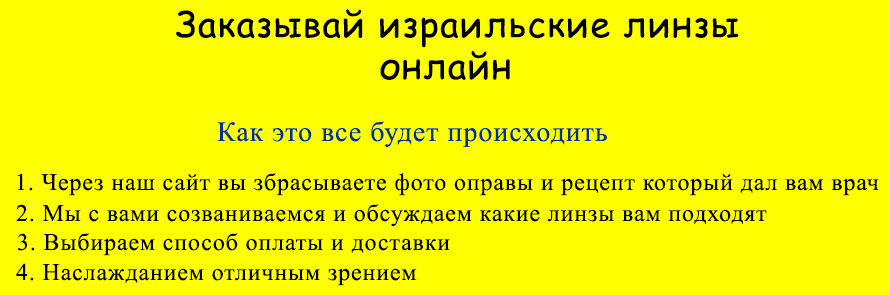 Заказывай израильские линзы
онлайн
Как это все будет происходить
1. Через наш сайт вы збрасываете фото оправы и рецепт который дал вам врач
2. Мы с вами созваниваемся и обсуждаем какие линзы вам подходят
3. Выбираем способ оплаты и доставки
4. Наслажданием отличным зрением